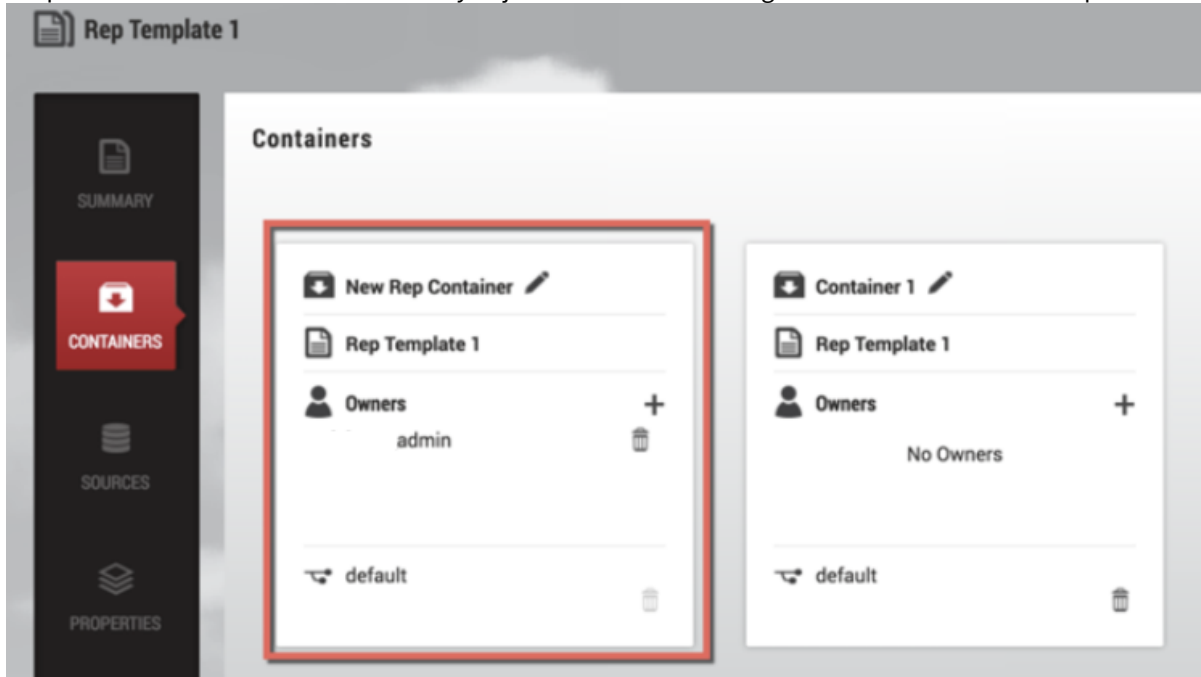 Rep Template 1
Containers
SUMMARY
CONTAINERS
SOURCES
PROPERTIES
New Rep Container
Rep Template 1
Owners
admin
default
Container 1
Rep Template 1
Owners
No Owners
default